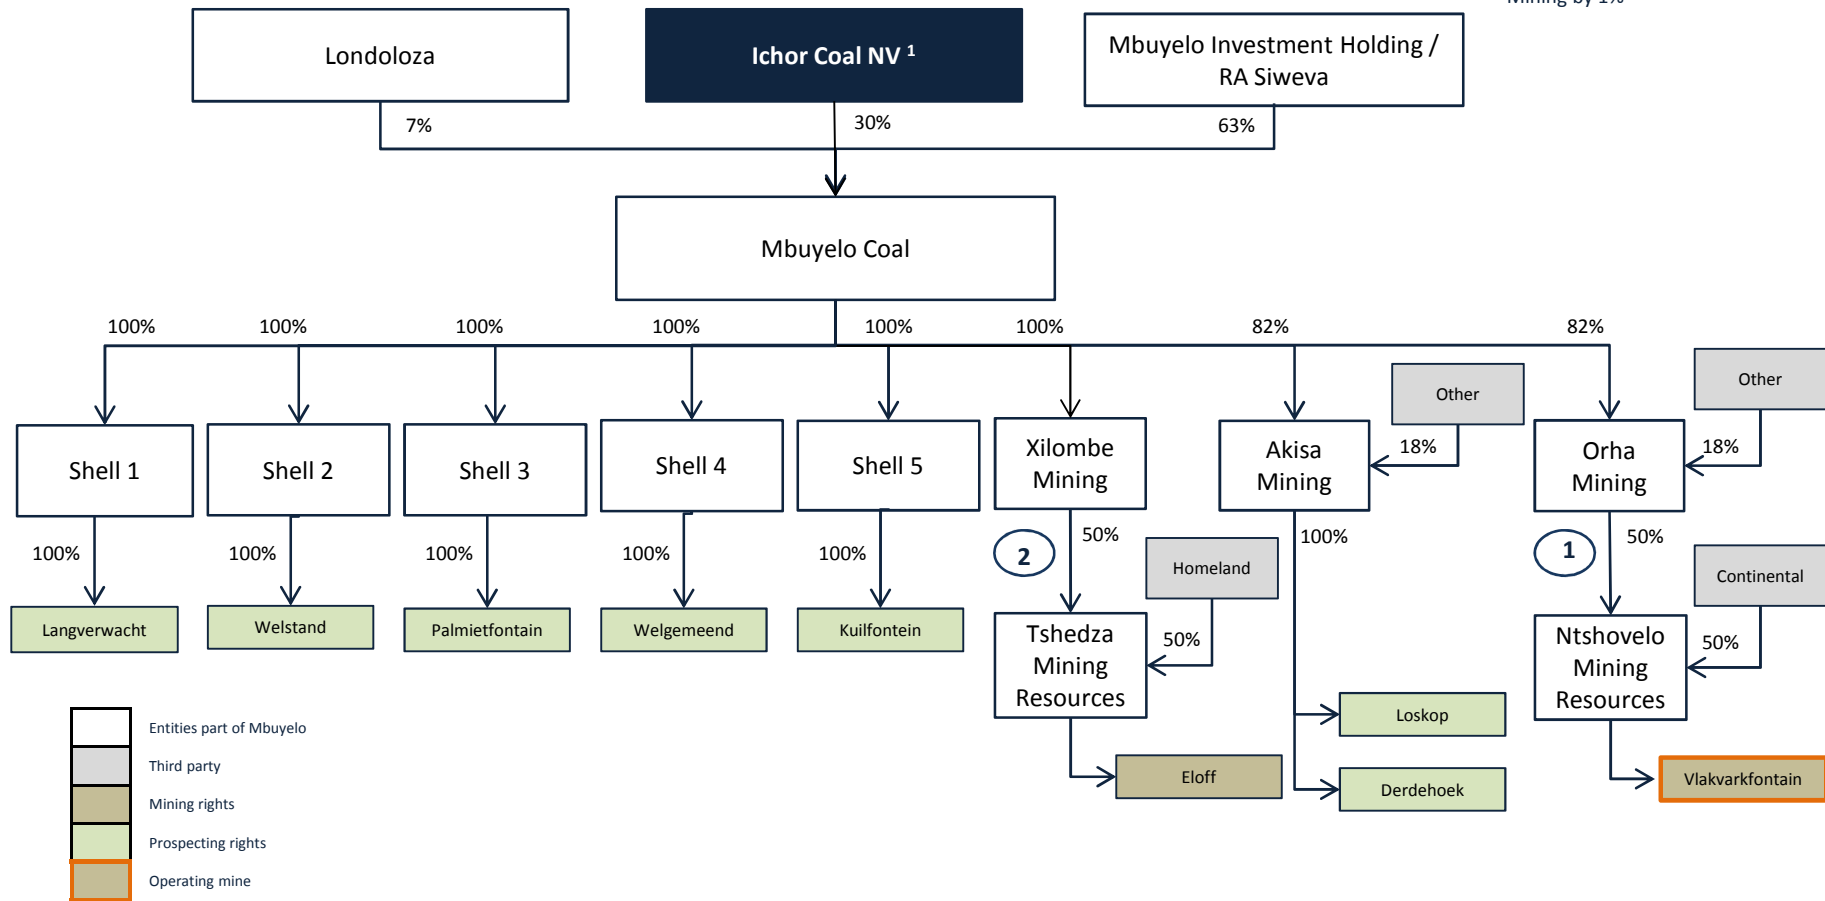 Mining by 1%
Londoloza
Ichor Coal NV 1
Mbuyelo Investment Holding /
RA Siweva
7%
30%
63%
Mbuyelo Coal
100%
100%
100%
100%
100%
100%
82%
82%
Other
Other
Shell 1
Shell 2
Shell 3
Shell 4
Shell 5
Xilombe
Mining
Akisa
Mining
18%
Orha
Mining
18%
100%
100%
100%
100%
100%
2
50%
100%
1
50%
Homeland
Continental
Langverwacht
Welstand
Palmietfontain
Welgemeend
Kuilfontein
Tshedza
Mining
Resources
50%
Ntshovelo
Mining
Resources
50%
Loskop
Eloff
Derdehoek
Vlakvarkfontain
Entities part of Mbuyelo
Third party
Mining rights
Prospecting rights
Operating mine